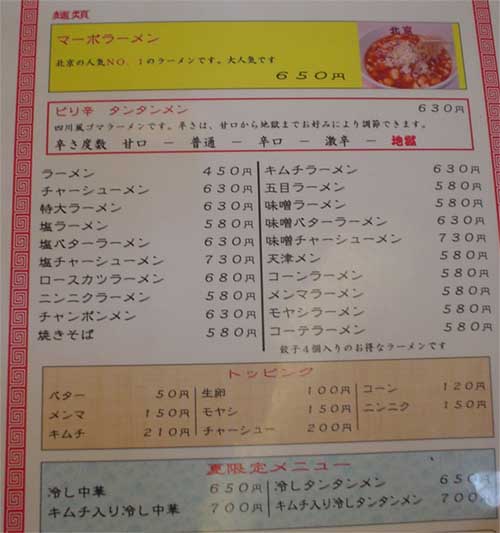 麺類
マーボラーメン
北京
北京の人気NO.1のラーメンです。大人気です
650円
ピリ辛 タンタンメン 630円
四川風ゴマラーメンです。辛さは、甘口から地獄までお好みにより調節できます。
辛さ度数 甘口 － 普通 － 辛口 － 激辛 － 地獄
ラーメン 450円
チャーシューメン 630円
特大ラーメン 630円
塩ラーメン 580円
塩バターラーメン 630円
塩チャーシューメン 730円
ロースカツラーメン 680円
ニンニクラーメン 580円
チャンポンメン 630円
焼きそば 580円
キムチラーメン 630円
五目ラーメン 580円
味噌ラーメン 580円
味噌バターラーメン 630円
味噌チャーシューメン 730円
天津メン 580円
コーンラーメン 580円
メンマラーメン 580円
モヤシラーメン 580円
コーテラーメン 580円
餃子4個入りのお得なラーメンです
トッピング
バター 50円
メンマ 150円
キムチ 210円
生卵 100円
モヤシ 150円
チャーシュー 200円
コーン 120円
ニンニク 150円
夏限定メニュー
冷し中華 650円
キムチ入り冷し中華 700円
冷しタンタンメン 650
キムチ入り冷しタンタンメン 700円